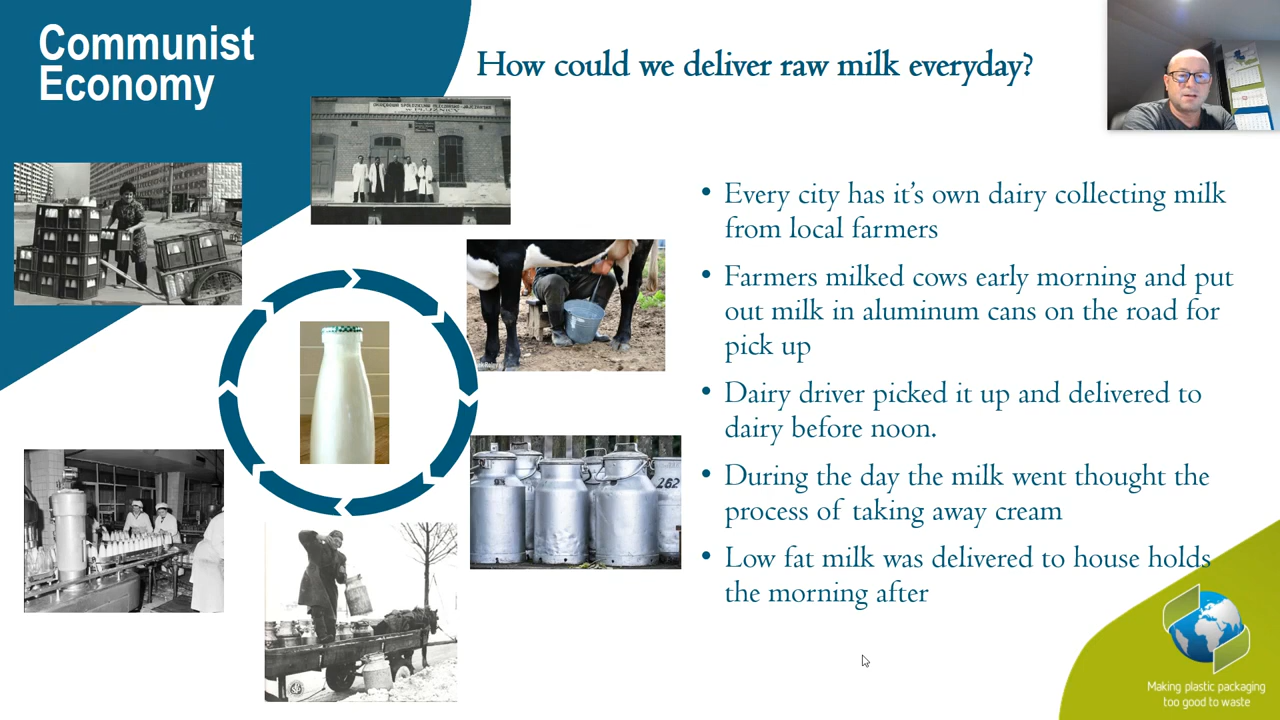 Communist
Economy
How could we deliver raw milk everyday?
• Every city has it's own dairy collecting milk
from local farmers
• Farmers milked cows early morning and put
out milk in aluminum cans on the road for
pick up
• Dairy driver picked it up and delivered to
dairy before noon.
• During the day the milk went thought the
process of taking away cream
• Low fat milk was delivered to house holds
the morning after
262
Making plastic packaging
too good to waste